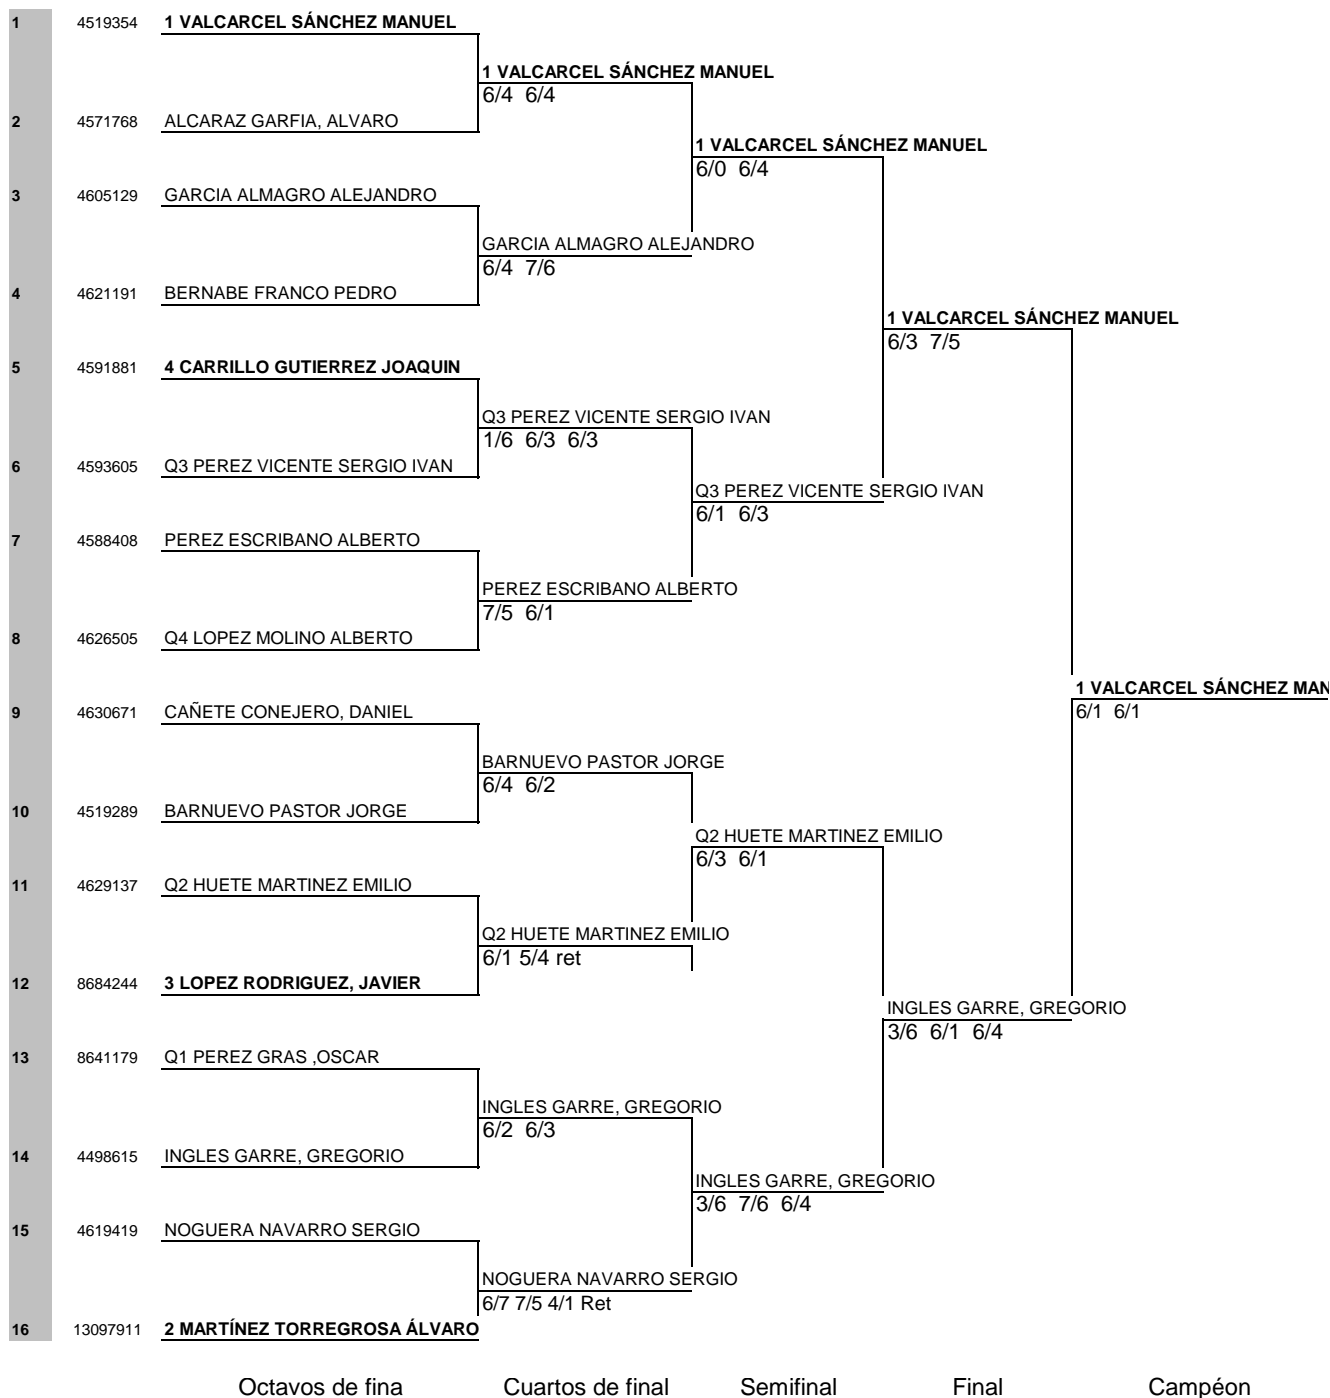 1 4519354 1 VALCARCEL SÁNCHEZ MANUEL
1 VALCARCEL SÁNCHEZ MANUEL
6/4 6/4
2 4571768 ALCARAZ GARFIA, ALVARO
1 VALCARCEL SÁNCHEZ MANUEL
6/0 6/4
3 4605129 GARCIA ALMAGRO ALEJANDRO
GARCIA ALMAGRO ALEJANDRO
6/4 7/6
4 4621191 BERNABE FRANCO PEDRO
1 VALCARCEL SÁNCHEZ MANUEL
6/3 7/5
5 4591881 4 CARRILLO GUTIERREZ JOAQUIN
Q3 PEREZ VICENTE SERGIO IVAN
1/6 6/3 6/3
6 4593605 Q3 PEREZ VICENTE SERGIO IVAN
Q3 PEREZ VICENTE SERGIO IVAN
6/1 6/3
7 4588408 PEREZ ESCRIBANO ALBERTO
PEREZ ESCRIBANO ALBERTO
7/5 6/1
8 4626505 Q4 LOPEZ MOLINO ALBERTO
1 VALCARCEL SÁNCHEZ MAN
6/1 6/1
9 4630671 CAÑETE CONEJERO, DANIEL
BARNUEVO PASTOR JORGE
6/4 6/2
10 4519289 BARNUEVO PASTOR JORGE
Q2 HUETE MARTINEZ EMILIO
6/3 6/1
11 4629137 Q2 HUETE MARTINEZ EMILIO
Q2 HUETE MARTINEZ EMILIO
6/1 5/4 ret
12 8684244 3 LOPEZ RODRIGUEZ, JAVIER
INGLES GARRE, GREGORIO
3/6 6/1 6/4
13 8641179 Q1 PEREZ GRAS ,OSCAR
INGLES GARRE, GREGORIO
6/2 6/3
14 4498615 INGLES GARRE, GREGORIO
INGLES GARRE, GREGORIO
3/6 7/6 6/4
15 4619419 NOGUERA NAVARRO SERGIO
NOGUERA NAVARRO SERGIO
6/7 7/5 4/1 Ret
16 13097911 2 MARTÍNEZ TORREGROSA ÁLVARO
Octavos de fina Cuartos de final Semifinal Final Campéon